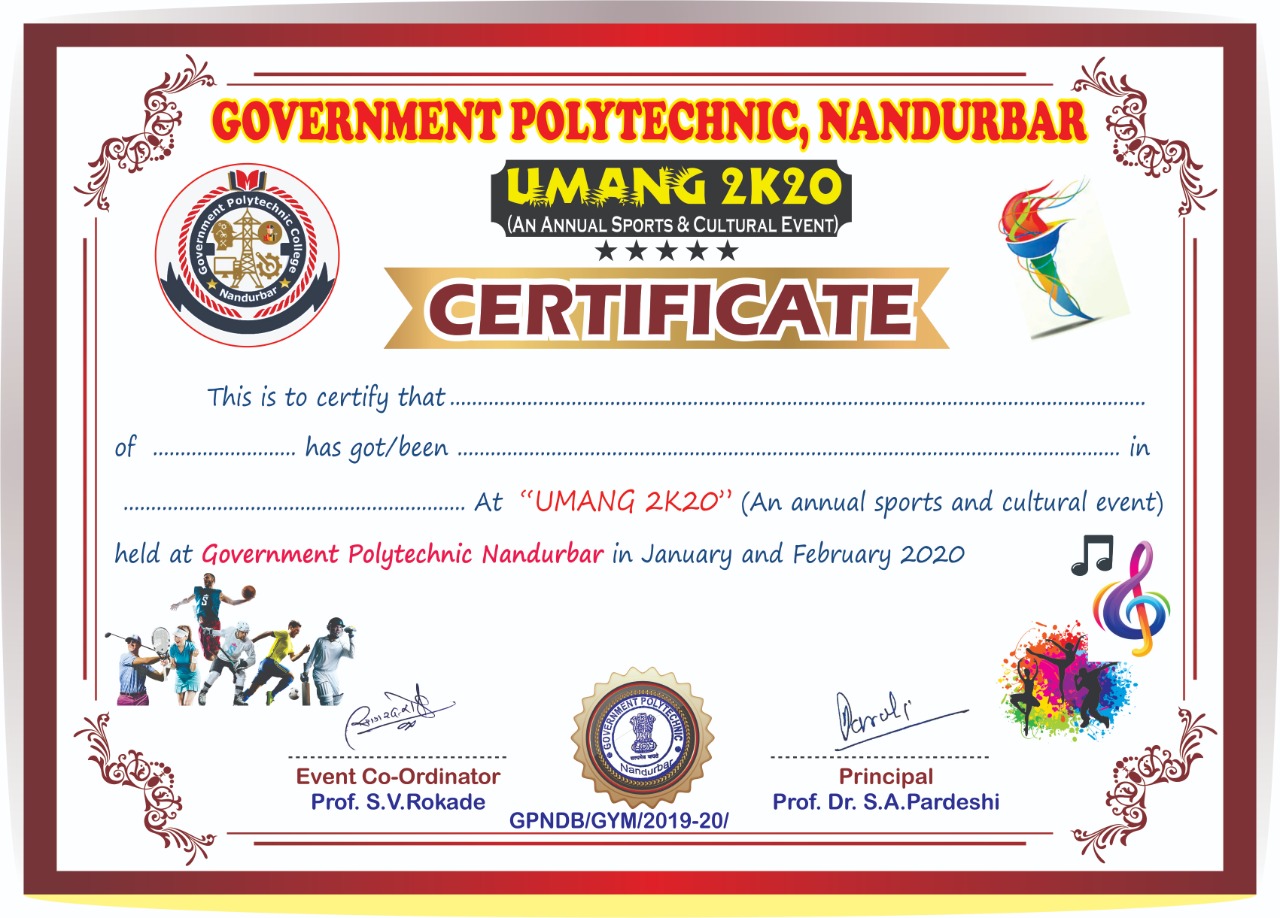 GOVERNMENT POLYTECHNIC, NANDURBAR
UMANG 2K20
(AN ANNUAL SPORTS & CULTURAL EVENT)
Government Polytechnic College
Nandurbar
CERTIFICATE
This is to certify that ..........................................................................................................................................
of ............................ has got/been .................................................................................................................................... in
.................................................................... At “UMANG 2K20” (An annual sports and cultural event)
held at Government Polytechnic Nandurbar in January and February 2020
Event Co-Ordinator
Prof. S.V.Rokade
GOVERNMENT POLYTECHNIC
सत्यमेव जयते
Nandurbar
GPNDB/GYM/2019-20/
Principal
Prof. Dr. S.A.Pardeshi